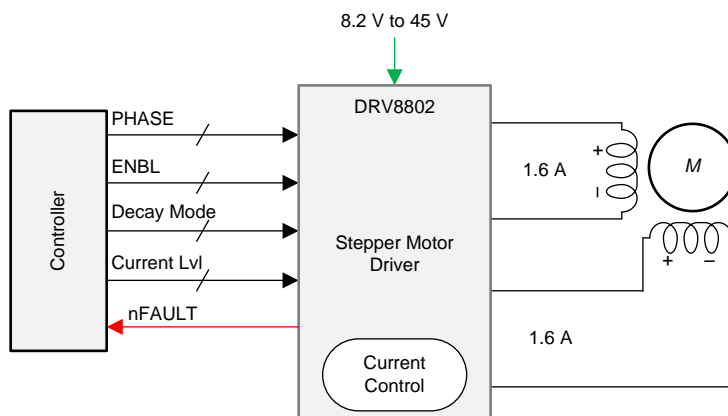 8.2 V to 45 V
DRV8802
Controller
PHASE
ENBL
Decay Mode
Current Lvl
nFAULT
Stepper Motor
Driver
Current
Control
1.6 A
+
–
M
+
–
1.6 A